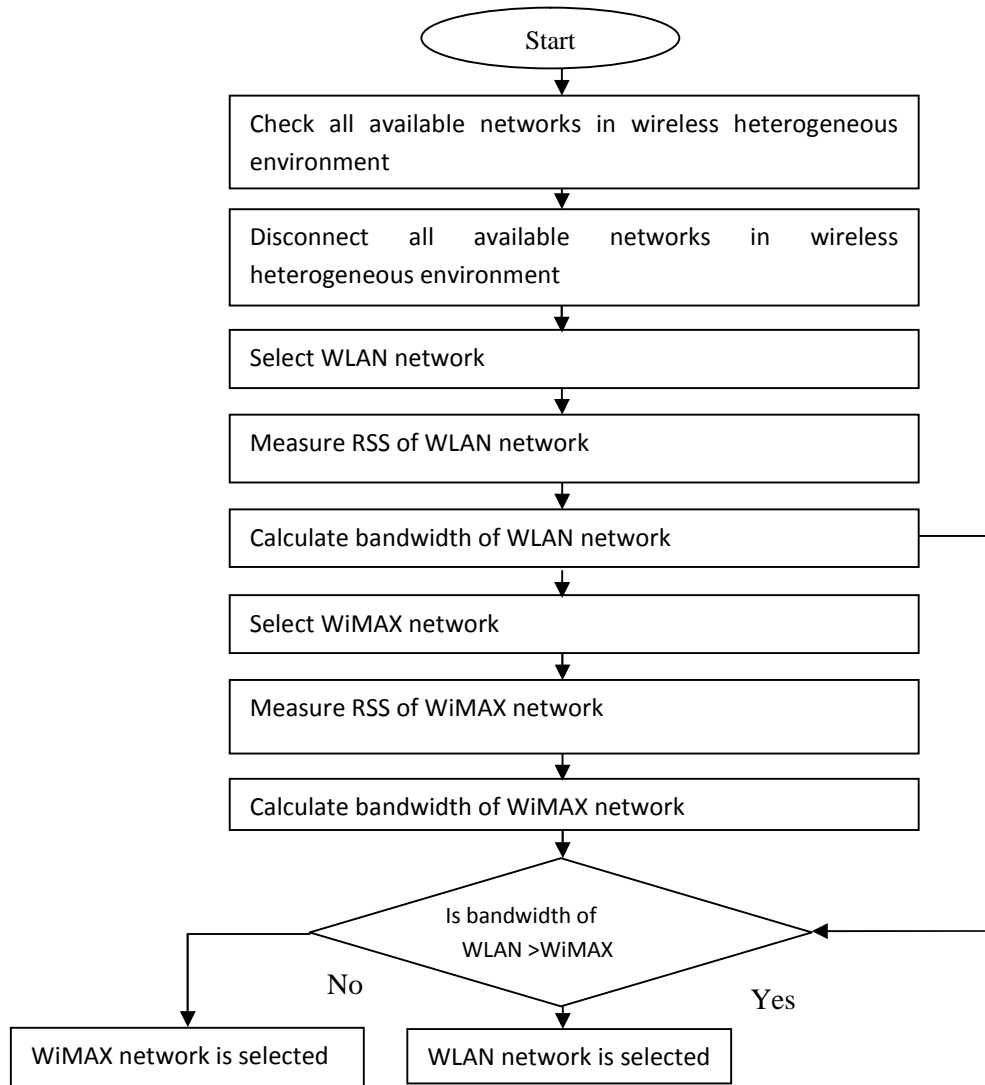 Start
Check all available networks in wireless heterogeneous
environment
Disconnect all available networks in wireless
heterogeneous environment
Select WLAN network
Measure RSS of WLAN network
Calculate bandwidth of WLAN network
Select WiMAX network
Measure RSS of WiMAX network
Calculate bandwidth of WiMAX network
Is bandwidth of
WLAN >WiMAX
No
Yes
WiMAX network is selected
WLAN network is selected